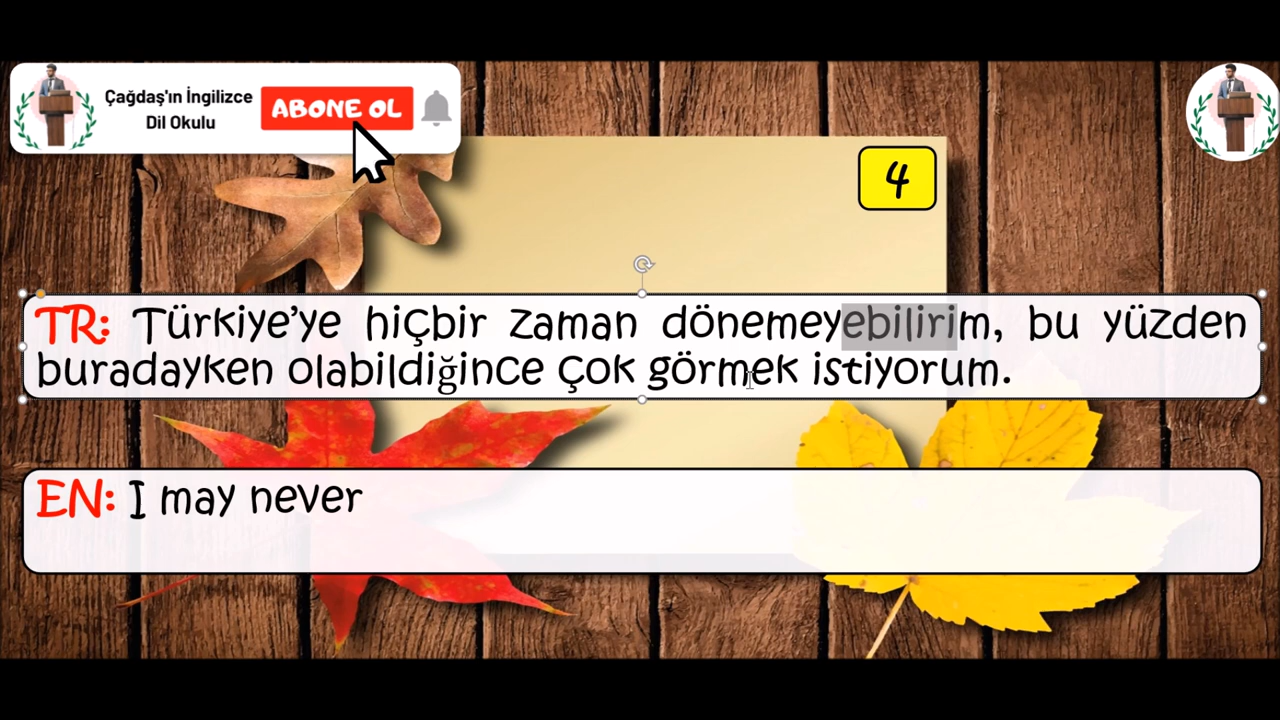 Çağdaş'ın İngilizce
Dil Okulu
ABONE OL
4
TR: Türkiye'ye hiçbir zaman dönemeyebilirim, bu yüzden
buradayken olabildiğince çok görmek istiyorum.
EN: I may never